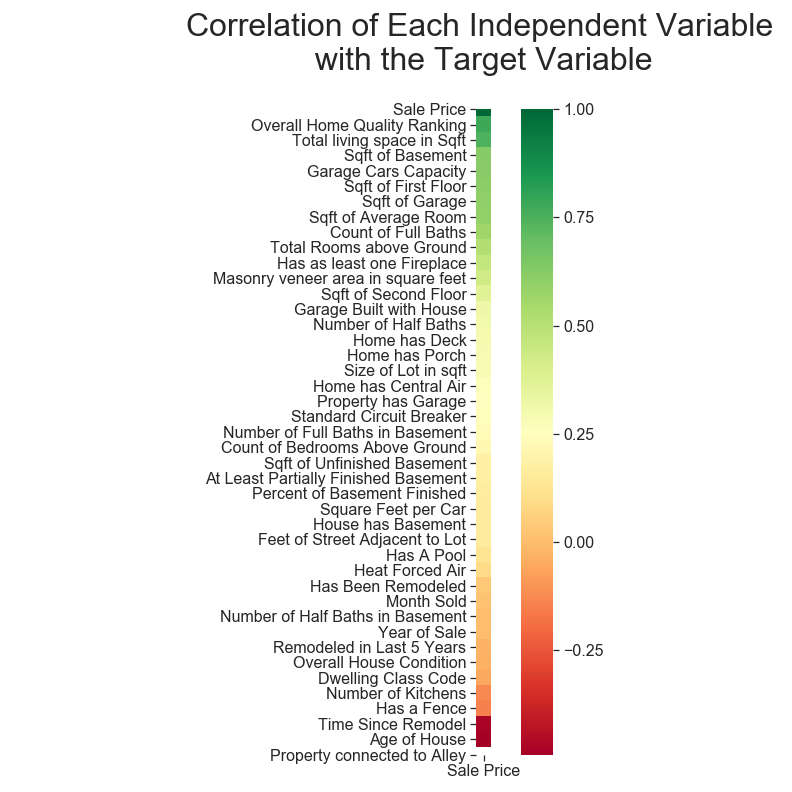 Correlation of Each Independent Variable
with the Target Variable
Sale Price
Overall Home Quality Ranking
Total living space in Sqft
Sqft of Basement
Garage Cars Capacity
Sqft of First Floor
Sqft of Garage
Sqft of Average Room
Count of Full Baths
Total Rooms above Ground
Has as least one Fireplace
Masonry veneer area in square feet
Sqft of Second Floor
Garage Built with House
Number of Half Baths
Home has Deck
Home has Porch
Size of Lot in sqft
Home has Central Air
Property has Garage
Standard Circuit Breaker
Number of Full Baths in Basement
Count of Bedrooms Above Ground
Sqft of Unfinished Basement
At Least Partially Finished Basement
Percent of Basement Finished
Square Feet per Car
House has Basement
Feet of Street Adjacent to Lot
Has A Pool
Heat Forced Air
Has Been Remodeled
Month Sold
Number of Half Baths in Basement
Year of Sale
Remodeled in Last 5 Years
Overall House Condition
Dwelling Class Code
Number of Kitchens
Has a Fence
Time Since Remodel
Age of House
Property connected to Alley
Sale Price
1.00
0.75
0.50
0.25
0.00
−0.25